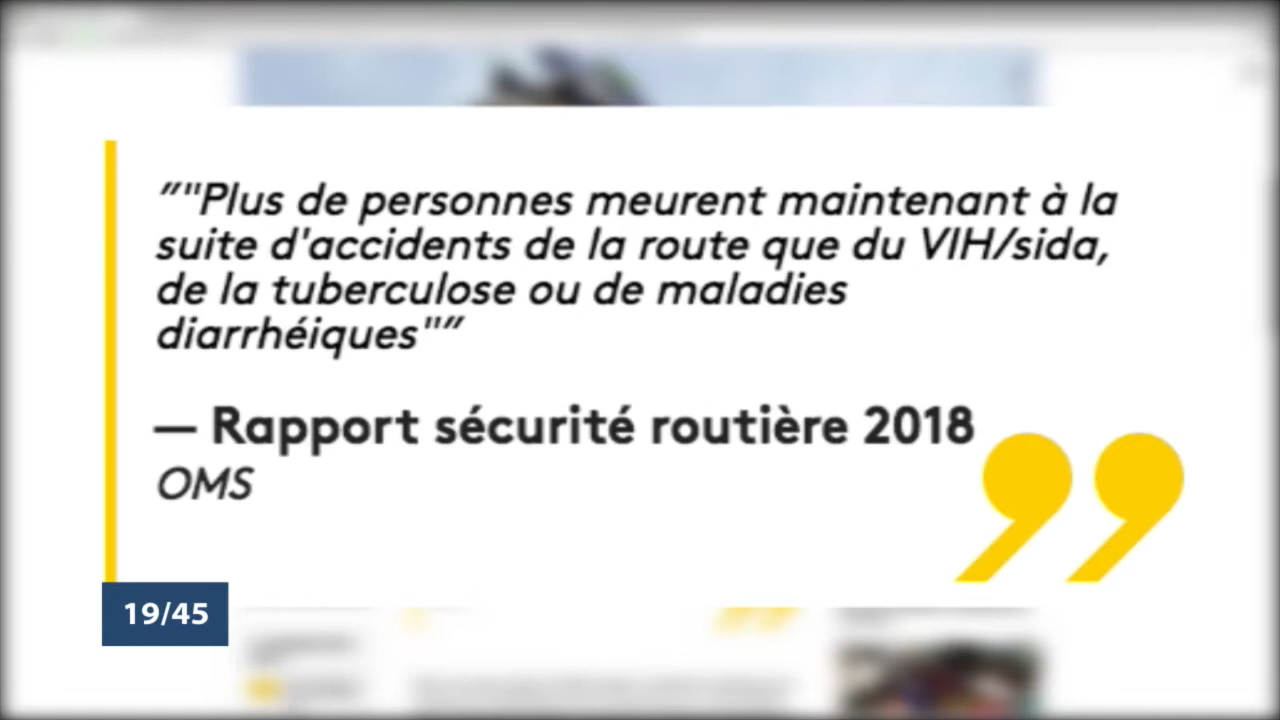 ″"Plus de personnes meurent maintenant à la
suite d'accidents de la route que du VIH/sida,
de la tuberculose ou de maladies
diarrhéiques"″
— Rapport sécurité routière 2018
OMS
19/45